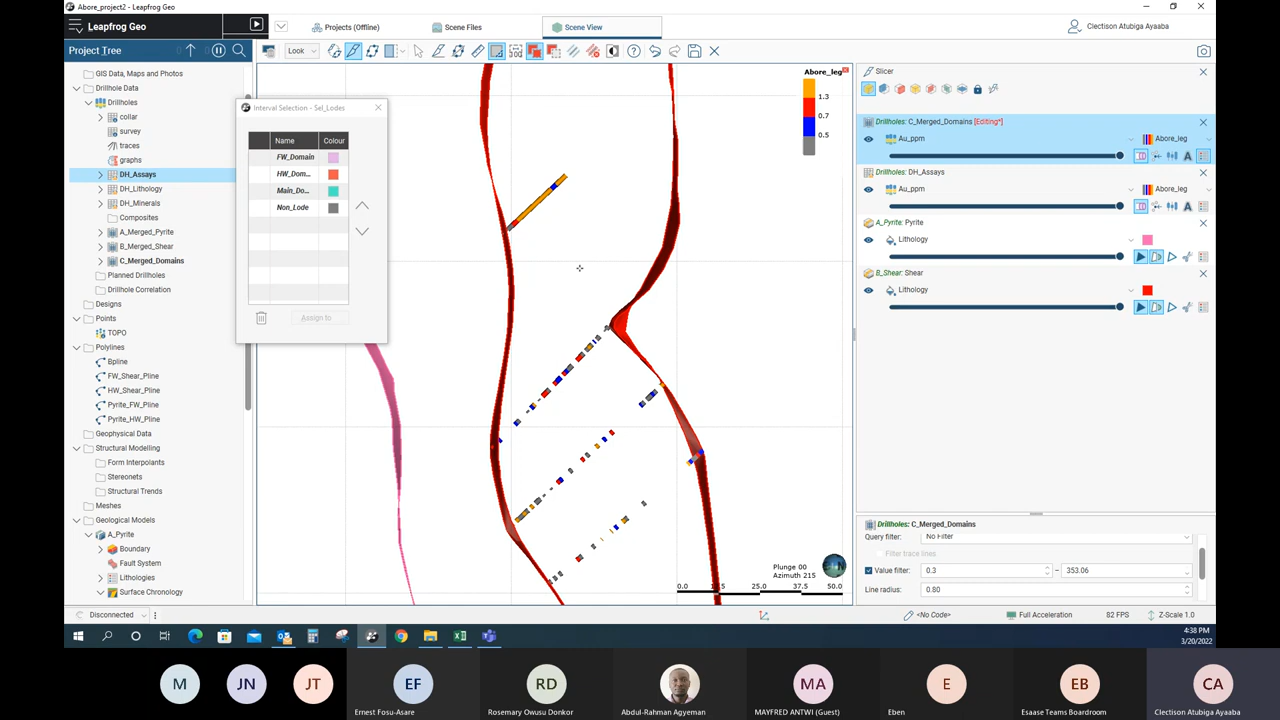 Abore_project2 — Leapfrog Geo
Leapfrog Geo
Projects (Offline)
Scene Files
Scene View
Clectison Atubiga Ayaaba
Project Tree
Look
GIS Data, Maps and Photos
Drillhole Data
Drillholes
collar
survey
traces
graphs
DH_Assays
DH_Lithology
DH_Minerals
Composites
A_Merged_Pyrite
B_Merged_Shear
C_Merged_Domains
Planned Drillholes
Drillhole Correlation
Designs
Points
TOPO
Polylines
Bpline
FW_Shear_Pline
HW_Shear_Pline
Pyrite_FW_Pline
Pyrite_HW_Pline
Geophysical Data
Structural Modelling
Form Interpolants
Stereonets
Structural Trends
Meshes
Geological Models
A_Pyrite
Boundary
Fault System
Lithologies
Surface Chronology
Interval Selection - Sel_Lodes
Name Colour
FW_Domain
HW_Dom...
Main_Do...
Non_Lode
Assign to
Abore_leg
1.3
0.7
0.5
Plunge 00
Azimuth 215
0.0 12.5 25.0 37.5 50.0
Slicer
Drillholes: C_Merged_Domains [Editing*]
Au_ppm Abore_leg
Drillholes: DH_Assays
Au_ppm Abore_leg
A_Pyrite: Pyrite
Lithology
B_Shear: Shear
Lithology
Drillholes: C_Merged_Domains
Query filter: No Filter
Filter trace lines
Value filter: 0.3 – 353.06
Line radius: 0.80
Disconnected
<No Code>
Full Acceleration
82 FPS
Z-Scale 1.0
4:38 PM
3/20/2022
M
JN
JT
EF
Ernest Fosu-Asare
RD
Rosemary Owusu Donkor
Abdul-Rahman Agyeman
MA
MAYFRED ANTWI (Guest)
E
Eben
EB
Esaase Teams Boardroom
CA
Clectison Atubiga Ayaaba